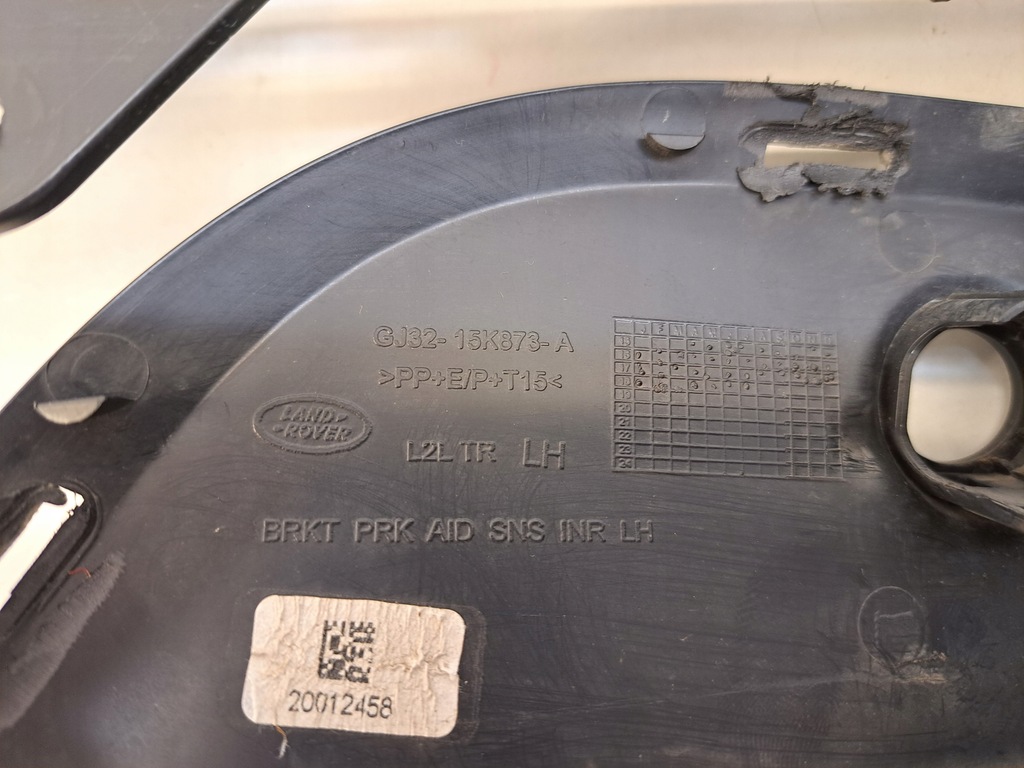 GJ32-15K873-A
>PP+E/P+T15<
LAND-
-ROVER
L2L TR LH
BRKT PRK AID SNS INR LH
20012458